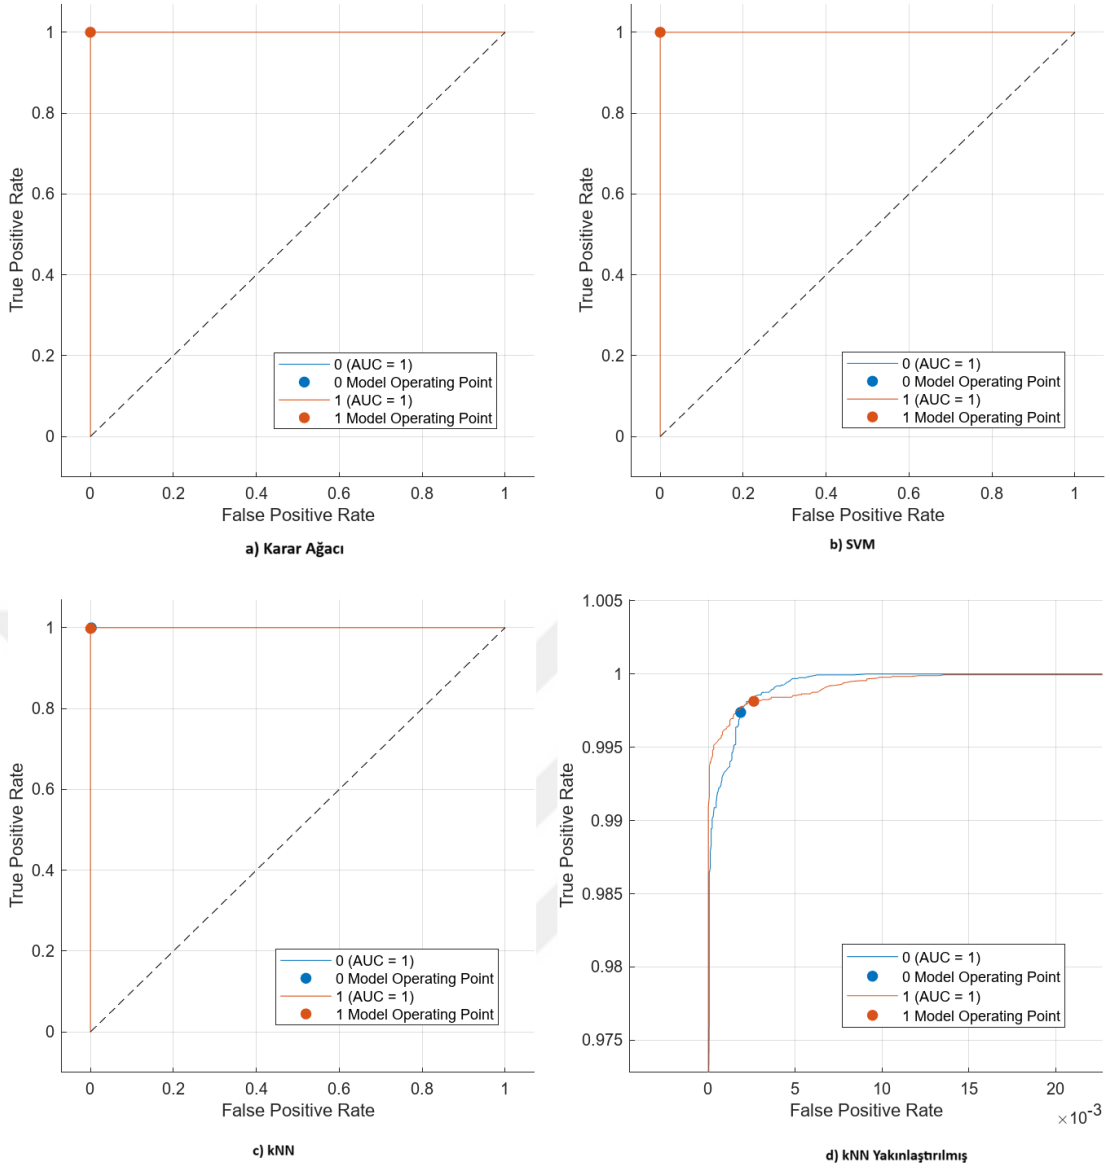 1
0.8
0.6
0.4
0.2
0
True Positive Rate
0 (AUC = 1)
0 Model Operating Point
1 (AUC = 1)
1 Model Operating Point
0 0.2 0.4 0.6 0.8 1
False Positive Rate
a) Karar Ağacı
1
0.8
0.6
0.4
0.2
0
True Positive Rate
0 (AUC = 1)
0 Model Operating Point
1 (AUC = 1)
1 Model Operating Point
0 0.2 0.4 0.6 0.8 1
False Positive Rate
b) SVM
1
0.8
0.6
0.4
0.2
0
True Positive Rate
0 (AUC = 1)
0 Model Operating Point
1 (AUC = 1)
1 Model Operating Point
0 0.2 0.4 0.6 0.8 1
False Positive Rate
c) kNN
1.005
1
0.995
0.99
0.985
0.98
0.975
True Positive Rate
0 (AUC = 1)
0 Model Operating Point
1 (AUC = 1)
1 Model Operating Point
0 5 10 15 20
False Positive Rate
×10⁻³
d) kNN Yakınlaştırılmış